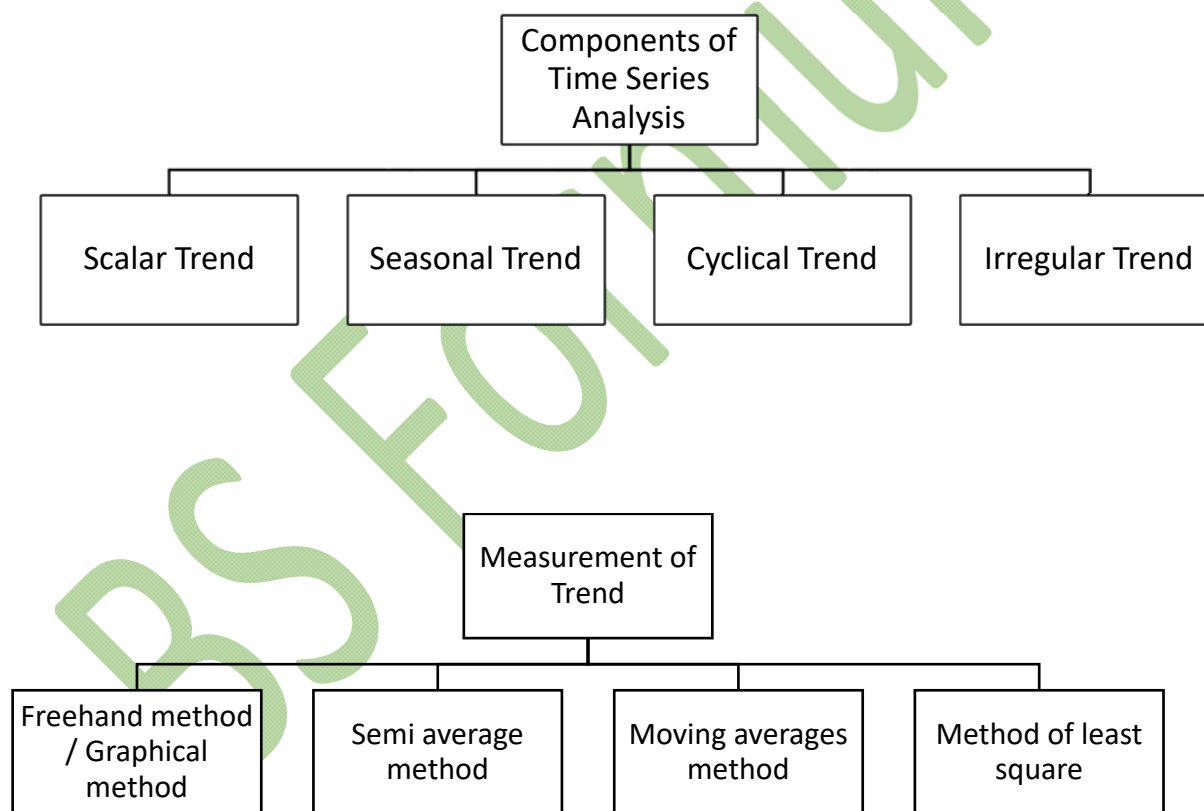 Components of
Time Series
Analysis
Scalar Trend
Seasonal Trend
Cyclical Trend
Irregular Trend
Measurement of
Trend
Freehand method
/ Graphical
method
Semi average
method
Moving averages
method
Method of least
square
BS